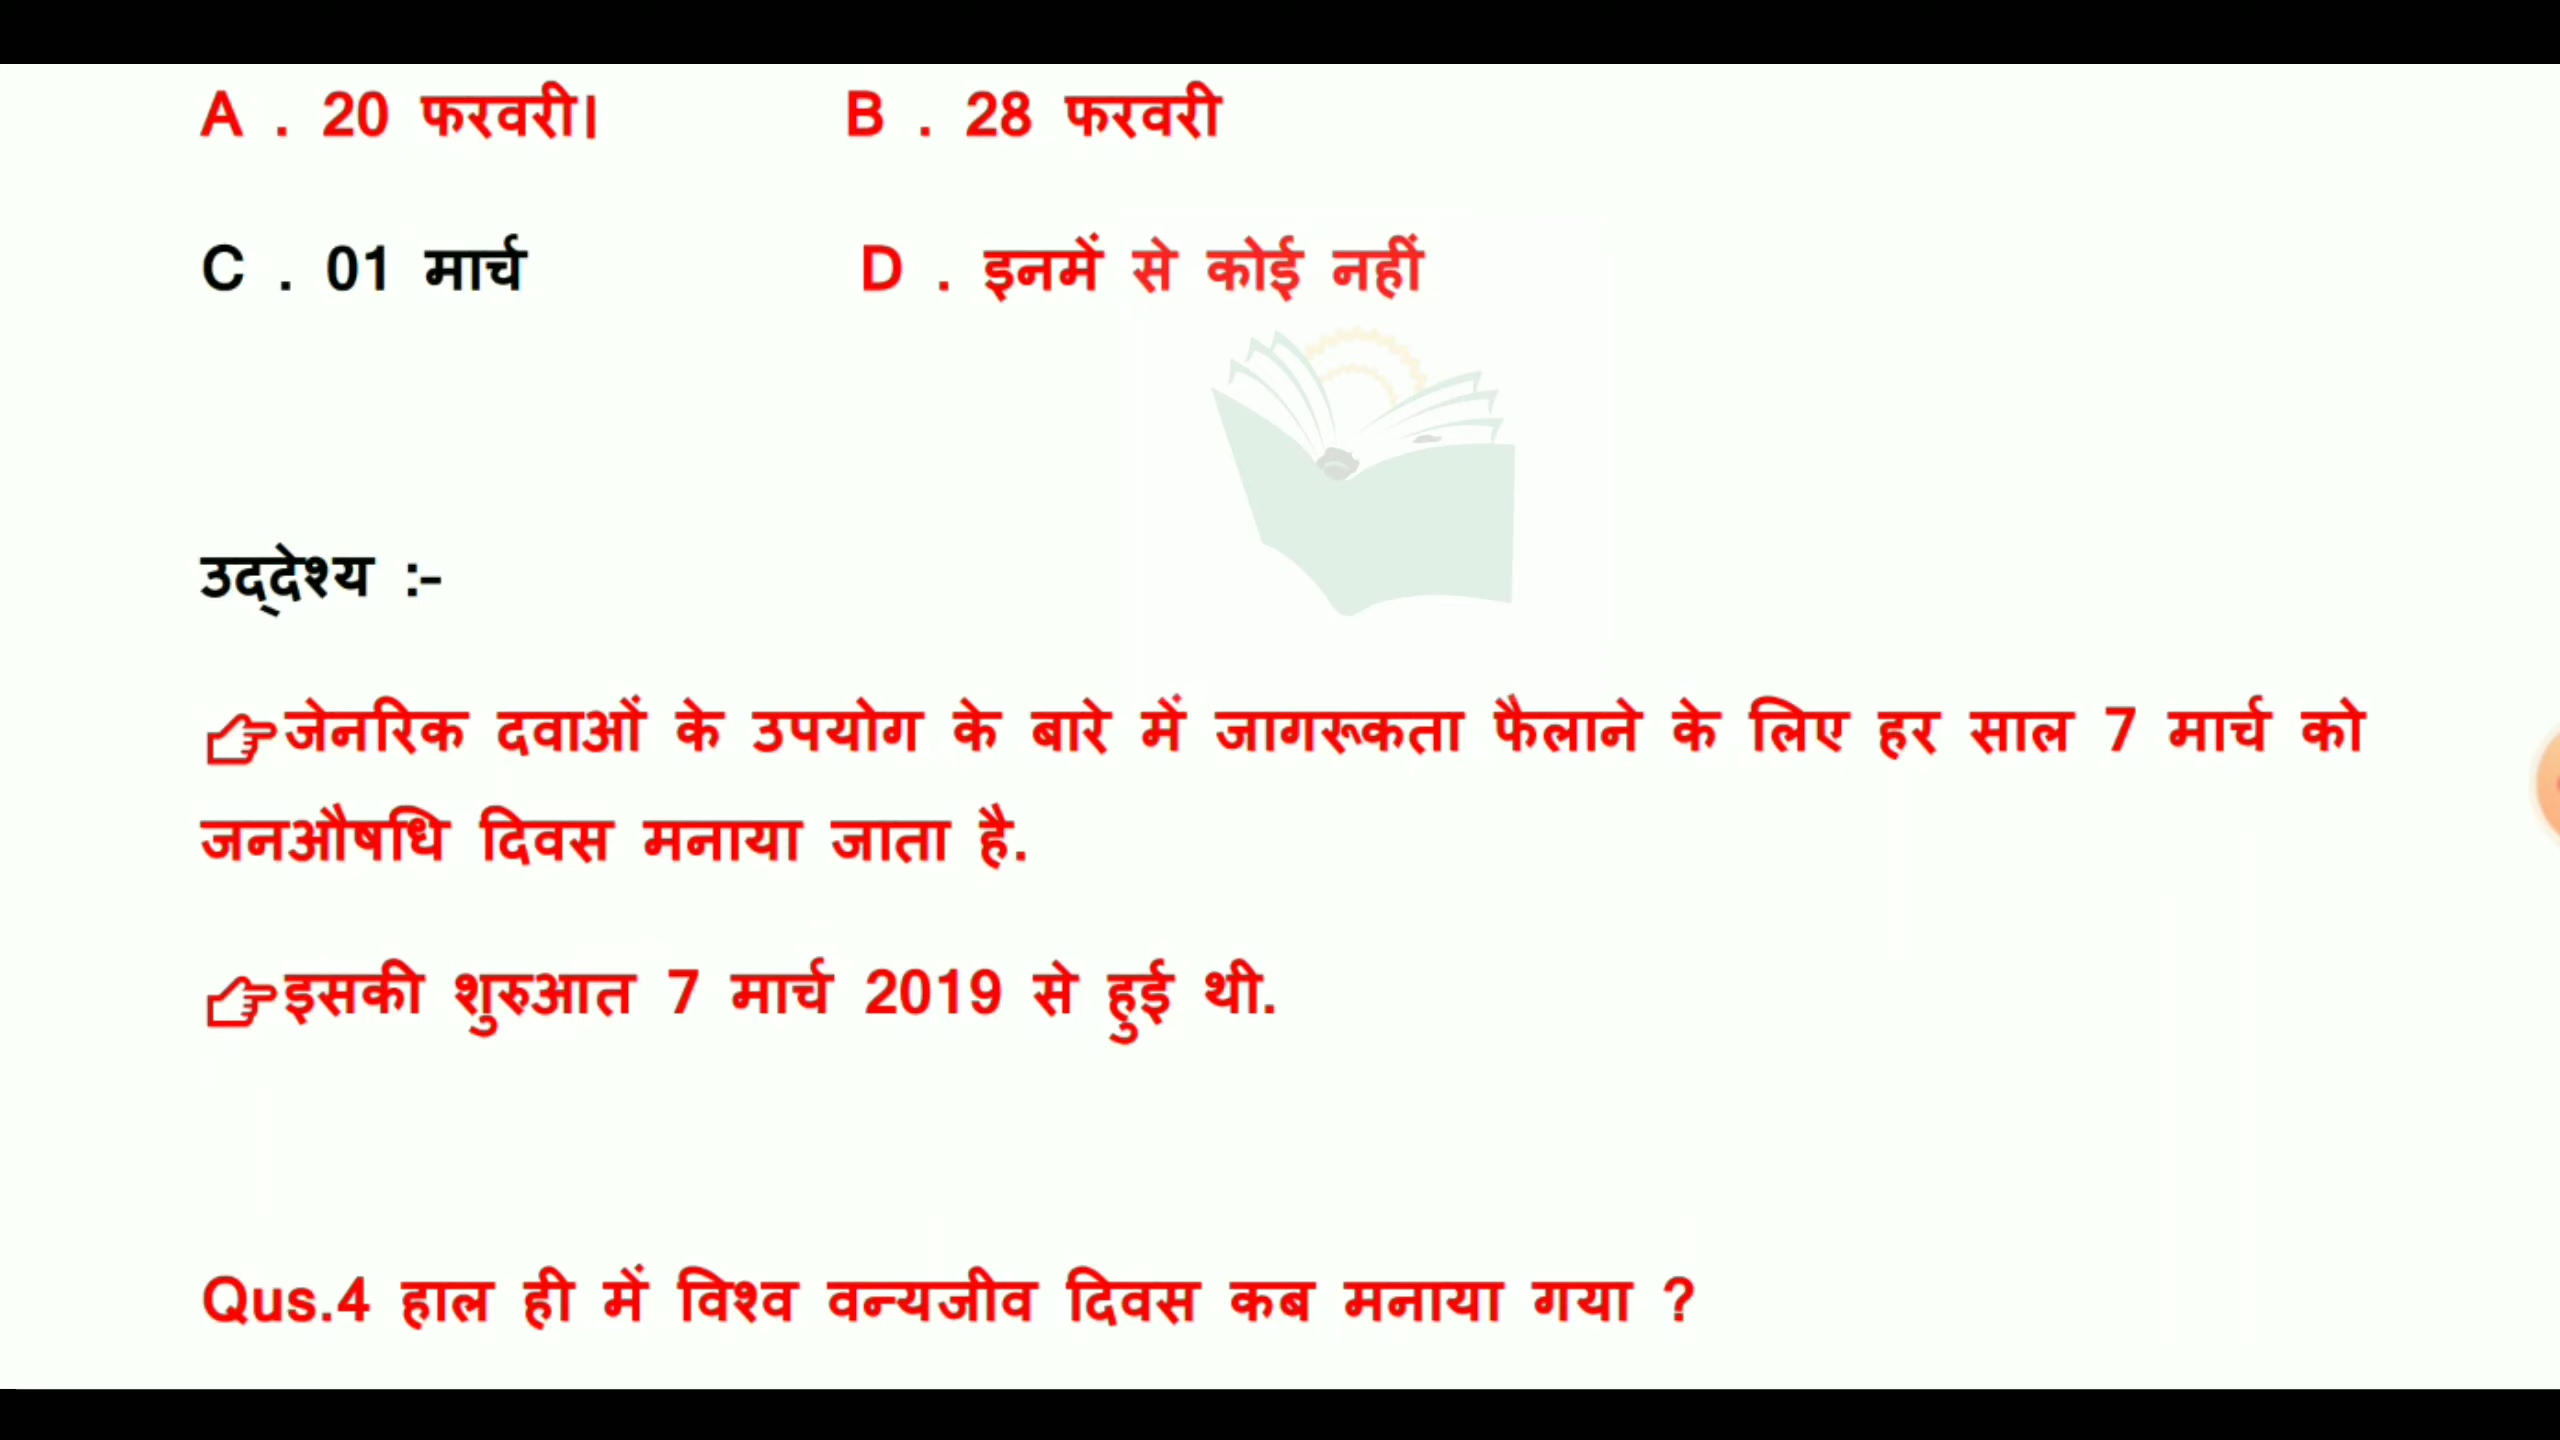 A . 20 फरवरी।   B . 28 फरवरी
C . 01 मार्च   D . इनमें से कोई नहीं
उद्‌देश्य :-
👉जेनरिक दवाओं के उपयोग के बारे में जागरूकता फैलाने के लिए हर साल 7 मार्च को
जनऔषधि दिवस मनाया जाता है.
👉इसकी शुरुआत 7 मार्च 2019 से हुई थी.
Qus.4 हाल ही में विश्व वन्यजीव दिवस कब मनाया गया ?